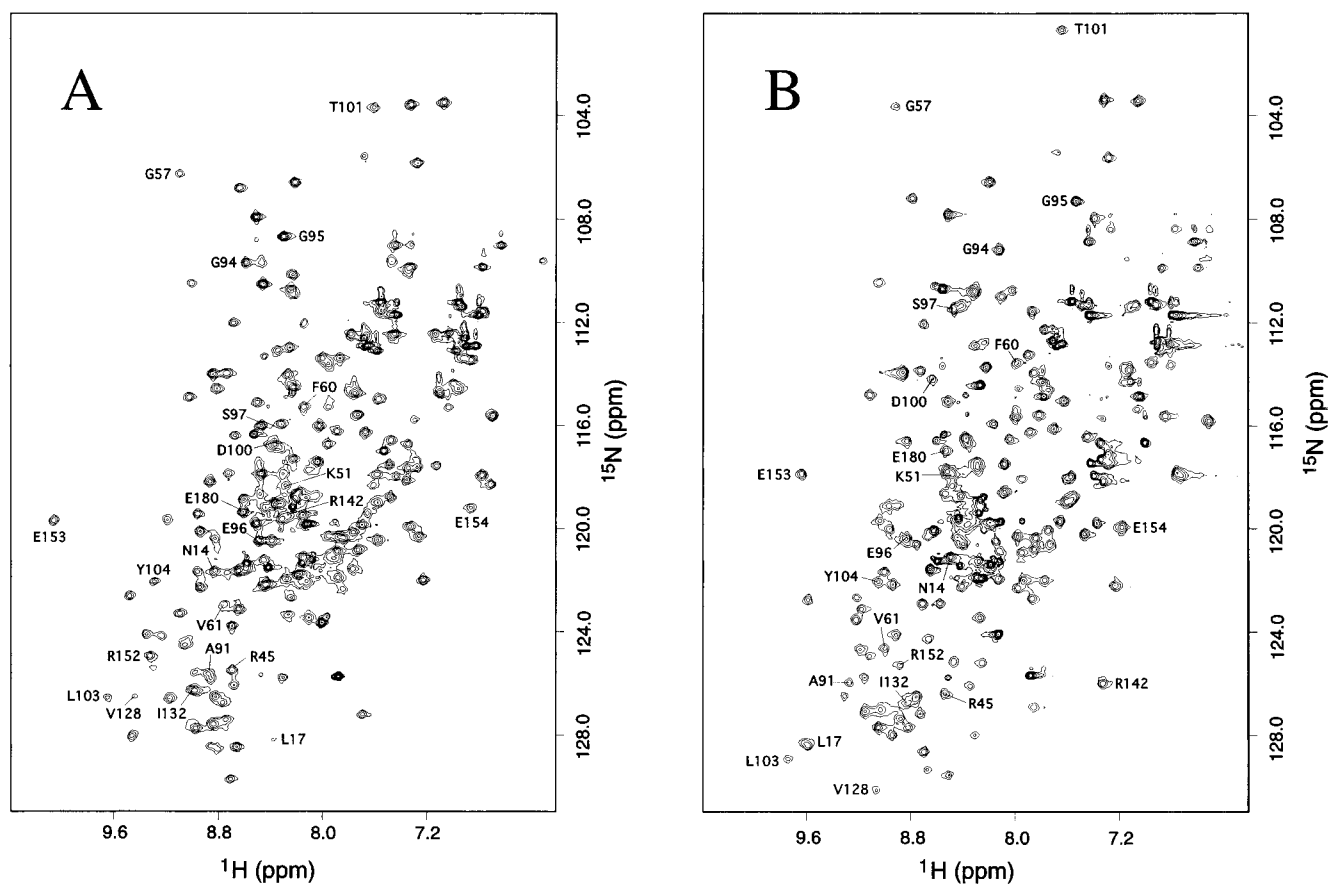 A
T101
G57
G95
G94
F60
S97
D100
K51
E180
R142
E96
E154
E153
N14
Y104
V61
A91
R152
R45
L103
V128
I132
L17
104.0
108.0
112.0
116.0
120.0
124.0
128.0
15N (ppm)
9.6
8.8
8.0
7.2
1H (ppm)
B
T101
G57
G95
G94
S97
F60
D100
E180
K51
E153
E154
E96
N14
Y104
V61
R152
A91
I132
R142
R45
L17
L103
V128
104.0
108.0
112.0
116.0
120.0
124.0
128.0
15N (ppm)
9.6
8.8
8.0
7.2
1H (ppm)